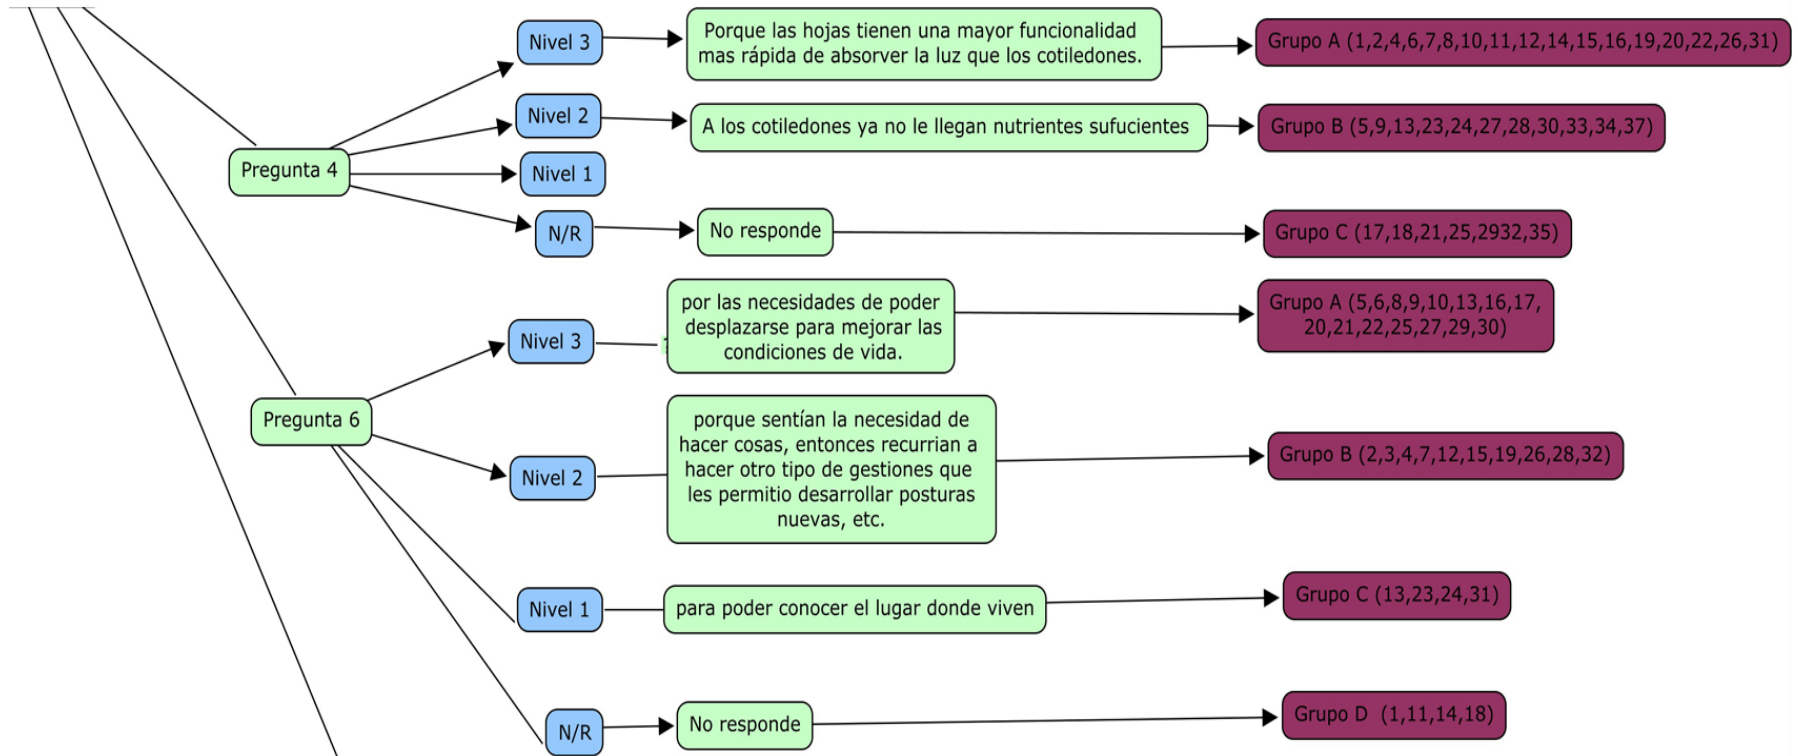 Nivel 3
Porque las hojas tienen una mayor funcionalidad
mas rápida de absorver la luz que los cotiledones.
Grupo A (1,2,4,6,7,8,10,11,12,14,15,16,19,20,22,26,31)
Pregunta 4
Nivel 2
A los cotiledones ya no le llegan nutrientes sufucientes
Grupo B (5,9,13,23,24,27,28,30,33,34,37)
Nivel 1
N/R
No responde
Grupo C (17,18,21,25,2932,35)
Pregunta 6
Nivel 3
por las necesidades de poder
desplazarse para mejorar las
condiciones de vida.
Grupo A (5,6,8,9,10,13,16,17,
20,21,22,25,27,29,30)
Nivel 2
porque sentían la necesidad de
hacer cosas, entonces recurrian a
hacer otro tipo de gestiones que
les permitio desarrollar posturas
nuevas, etc.
Grupo B (2,3,4,7,12,15,19,26,28,32)
Nivel 1
para poder conocer el lugar donde viven
Grupo C (13,23,24,31)
N/R
No responde
Grupo D (1,11,14,18)